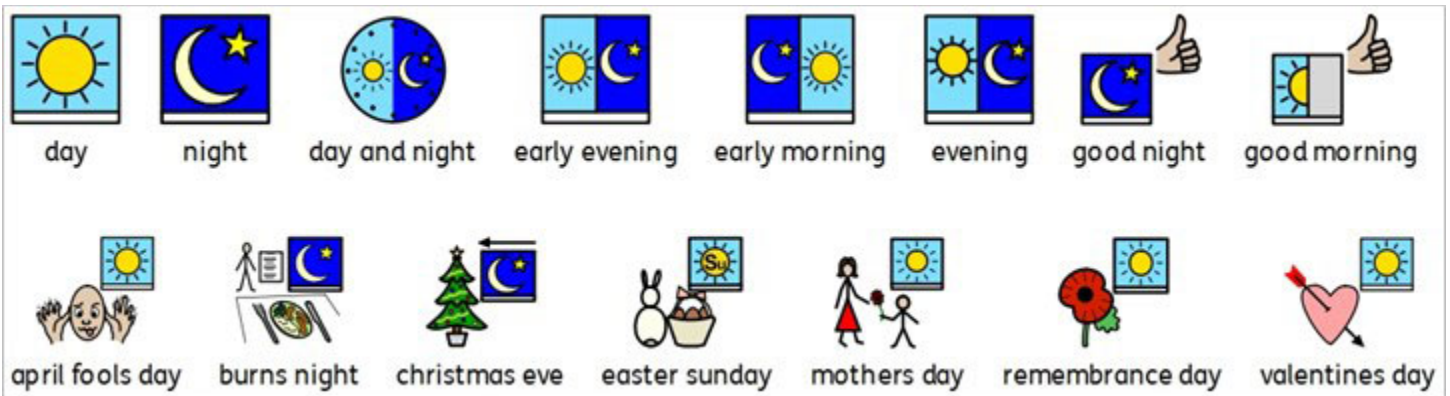 day night day and night early evening early morning evening good night good morning
Su
april fools day burns night christmas eve easter sunday mothers day remembrance day valentines day